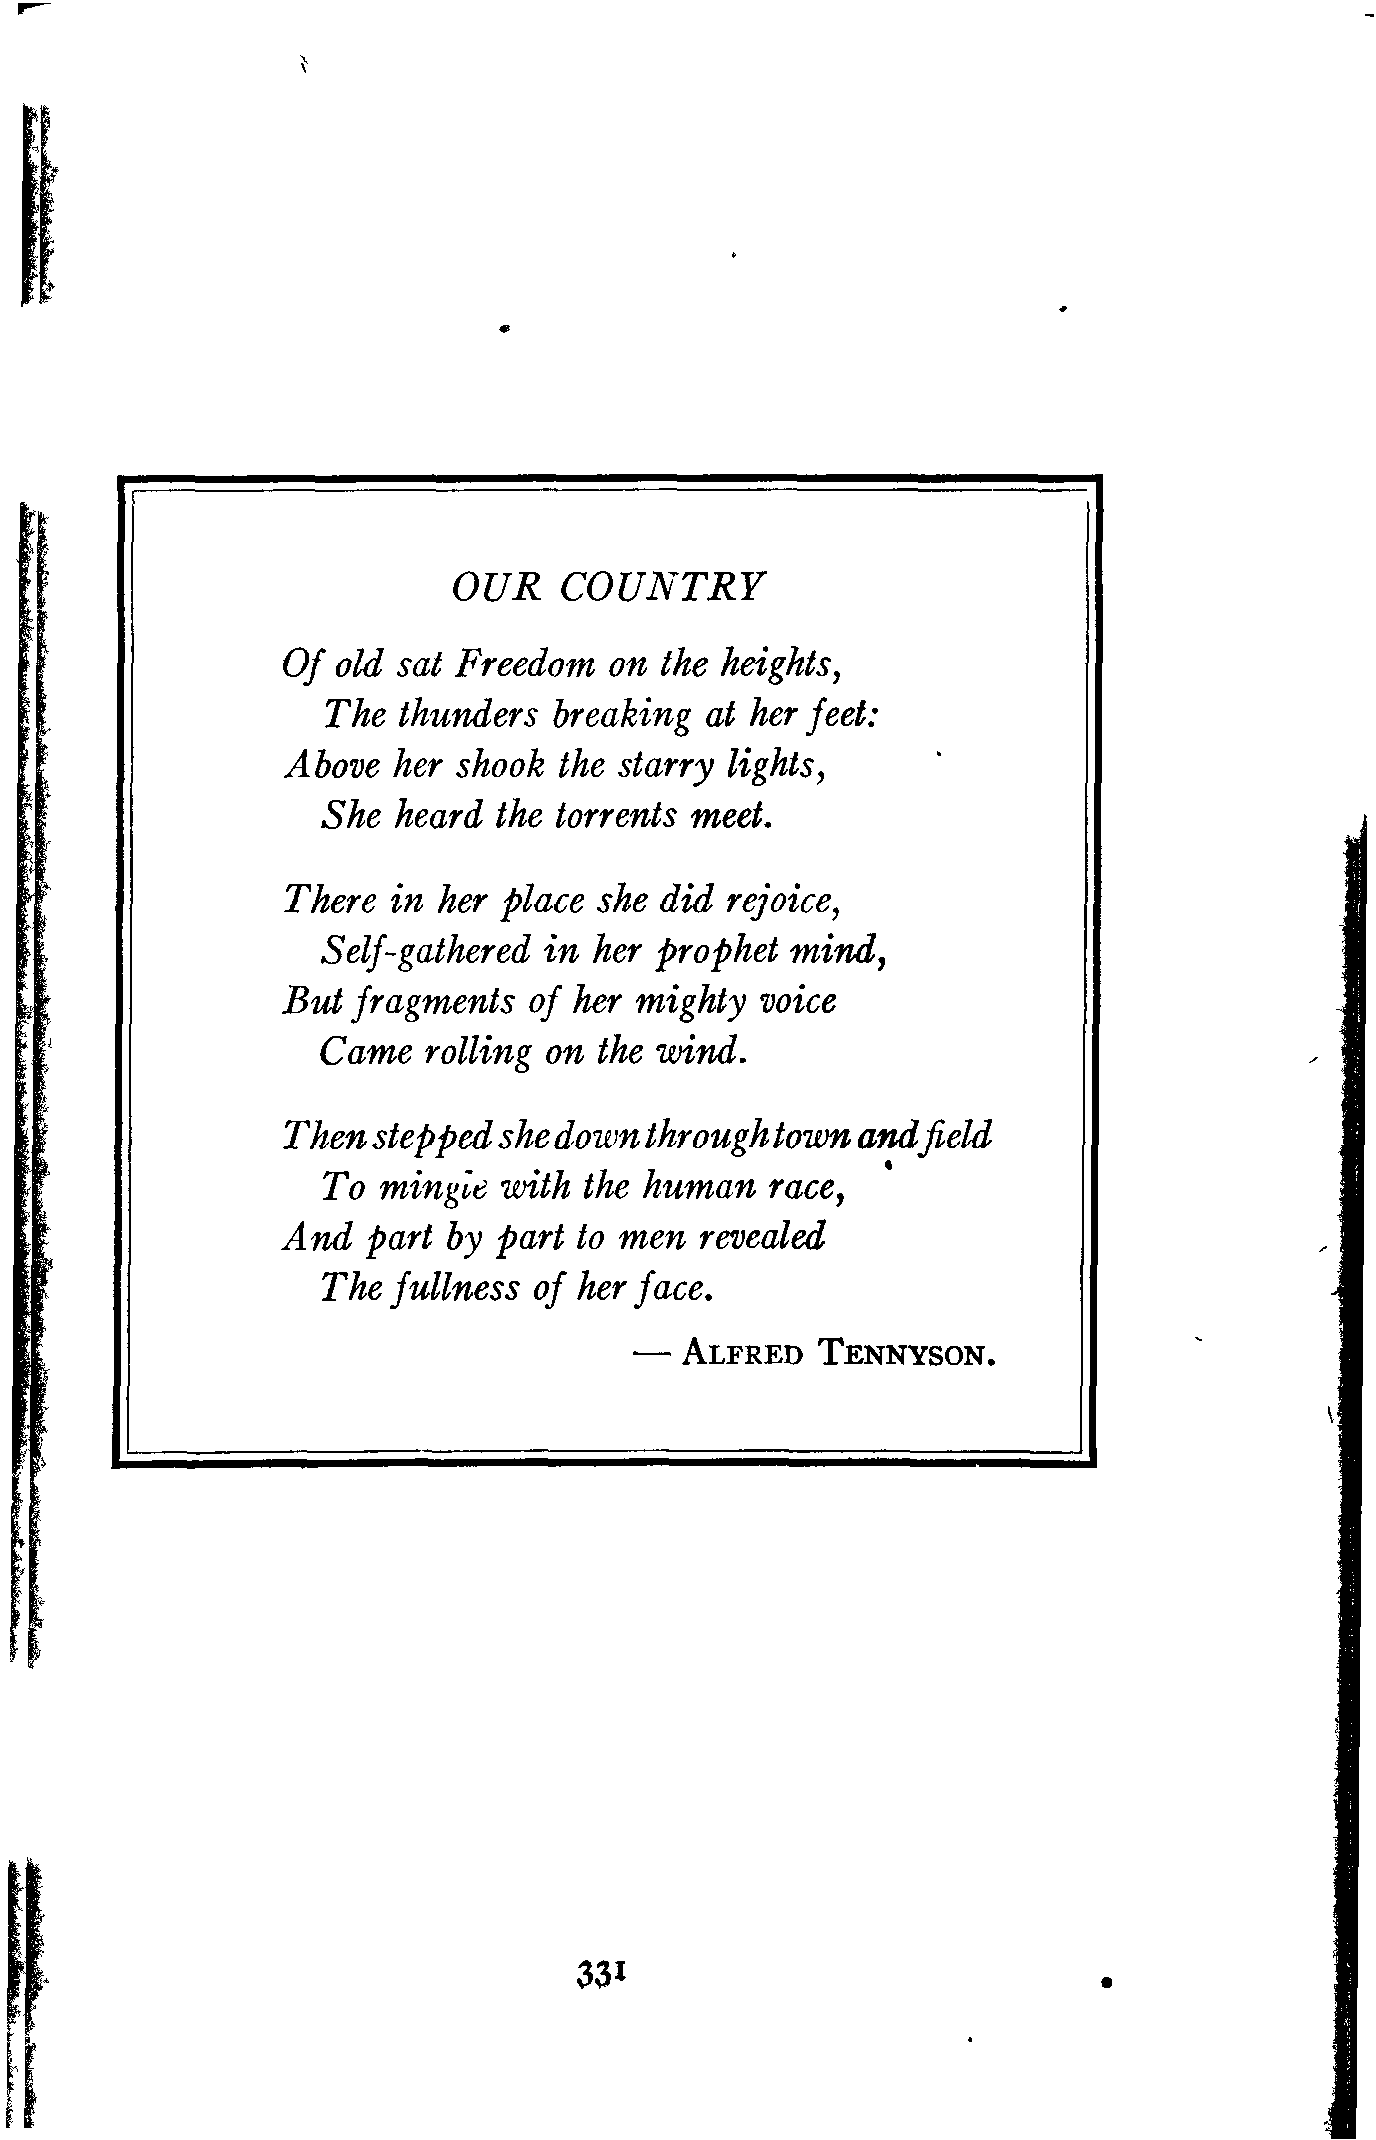 OUR COUNTRY
Of old sat Freedom on the heights,
The thunders breaking at her feet:
Above her shook the starry lights,
She heard the torrents meet.
There in her place she did rejoice,
Self-gathered in her prophet mind,
But fragments of her mighty voice
Came rolling on the wind.
Then stepped she down through town and field
To mingle with the human race,
And part by part to men revealed
The fullness of her face.
— ALFRED TENNYSON.
331